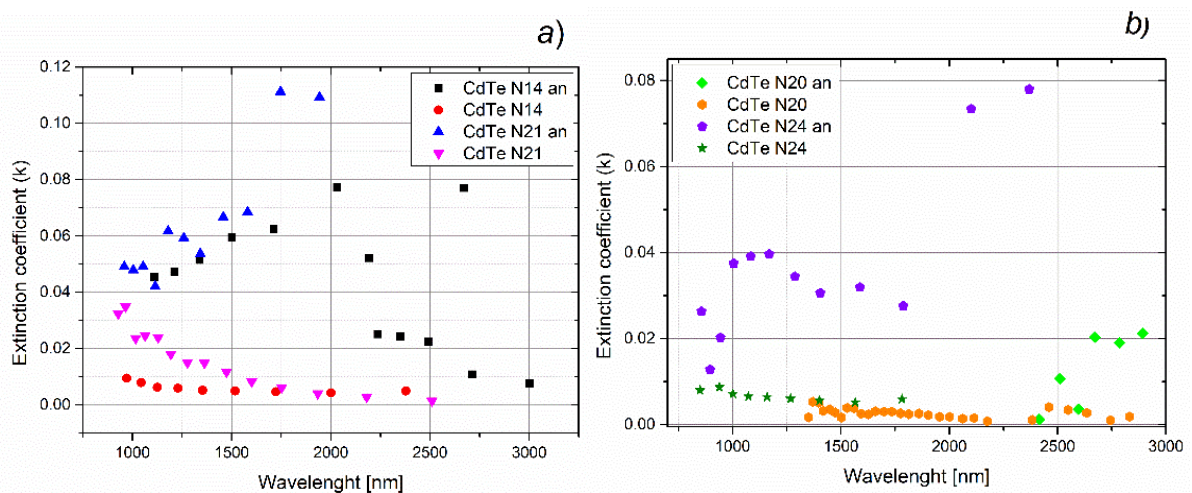 a)
0.12
0.10
0.08
0.06
0.04
0.02
0.00
Extinction coefficient (k)
CdTe N14 an
CdTe N14
CdTe N21 an
CdTe N21
1000 1500 2000 2500 3000
Wavelenght [nm]
b)
0.08
0.06
0.04
0.02
0.00
Extinction coefficient (k)
CdTe N20 an
CdTe N20
CdTe N24 an
CdTe N24
1000 1500 2000 2500 3000
Wavelenght [nm]